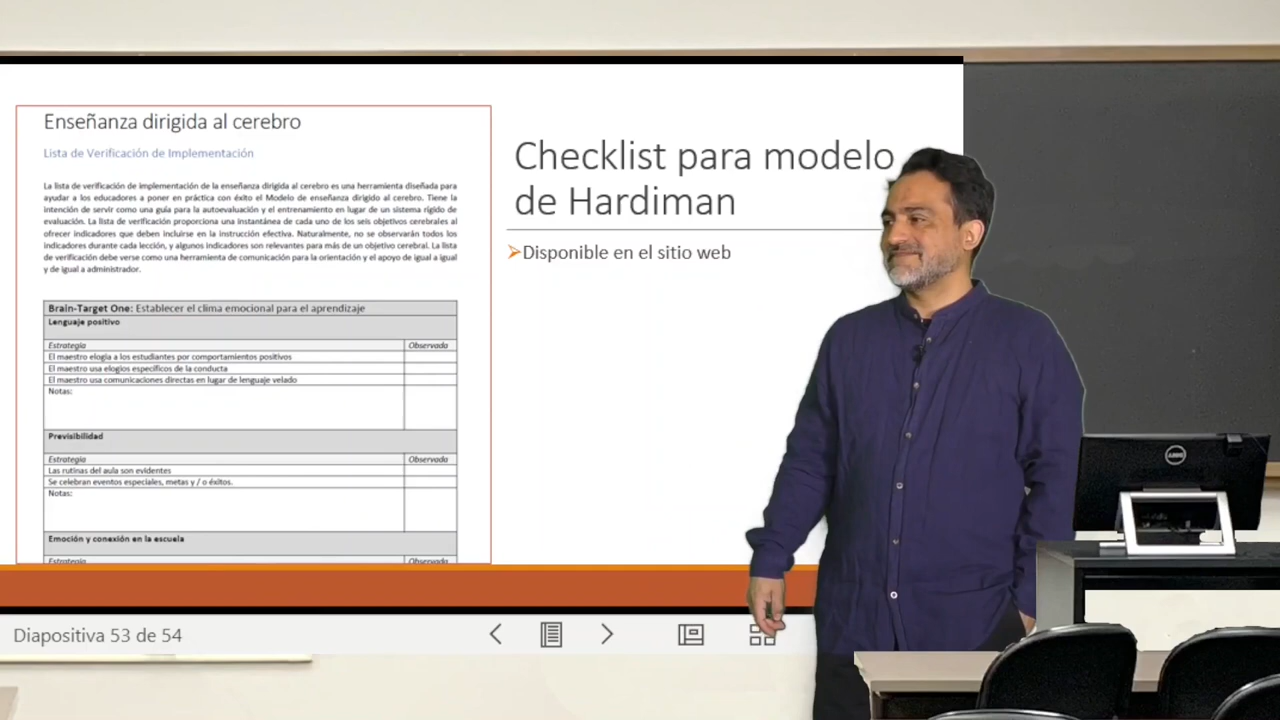 Enseñanza dirigida al cerebro
Lista de Verificación de Implementación
La lista de verificación de implementación de la enseñanza dirigida al cerebro es una herramienta diseñada para
ayudar a los educadores a poner en práctica con éxito el Modelo de enseñanza dirigido al cerebro. Tiene la
intención de servir como una guía para la autoevaluación y el entrenamiento en lugar de un sistema rígido de
evaluación. La lista de verificación proporciona una instantánea de cada uno de los seis objetivos cerebrales al
ofrecer indicadores que deben incluirse en la instrucción efectiva. Naturalmente, no se observarán todos los
indicadores durante cada lección, y algunos indicadores son relevantes para más de un objetivo cerebral. La lista
de verificación debe verse como una herramienta de comunicación para la orientación y el apoyo de igual a igual
y de igual a administrador.
Brain-Target One: Establecer el clima emocional para el aprendizaje
Lenguaje positivo
Estrategia Observada
El maestro elogia a los estudiantes por comportamientos positivos
El maestro usa elogios específicos de la conducta
El maestro usa comunicaciones directas en lugar de lenguaje velado
Notas:
Previsibilidad
Estrategia Observada
Las rutinas del aula son evidentes
Se celebran eventos especiales, metas y / o éxitos.
Notas:
Emoción y conexión en la escuela
Estrategia Observada
Checklist para modelo
de Hardiman
➢Disponible en el sitio web
Diapositiva 53 de 54
DELL